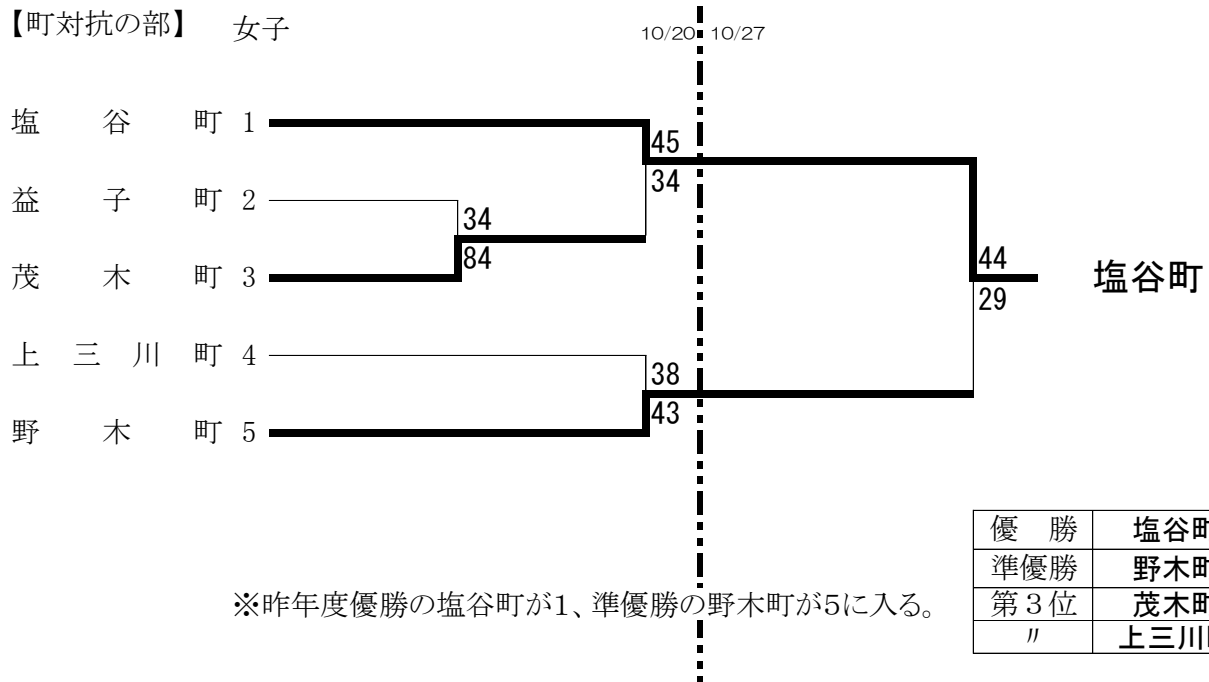 【町対抗の部】 女子
10/20 10/27
塩谷町 1
45
34
益子町 2
34
84
茂木町 3
44
29
塩谷町
上三川町 4
38
43
野木町 5
優勝 塩谷町
準優勝 野木町
第3位 茂木町
〃 上三川町
※昨年度優勝の塩谷町が1、準優勝の野木町が5に入る。